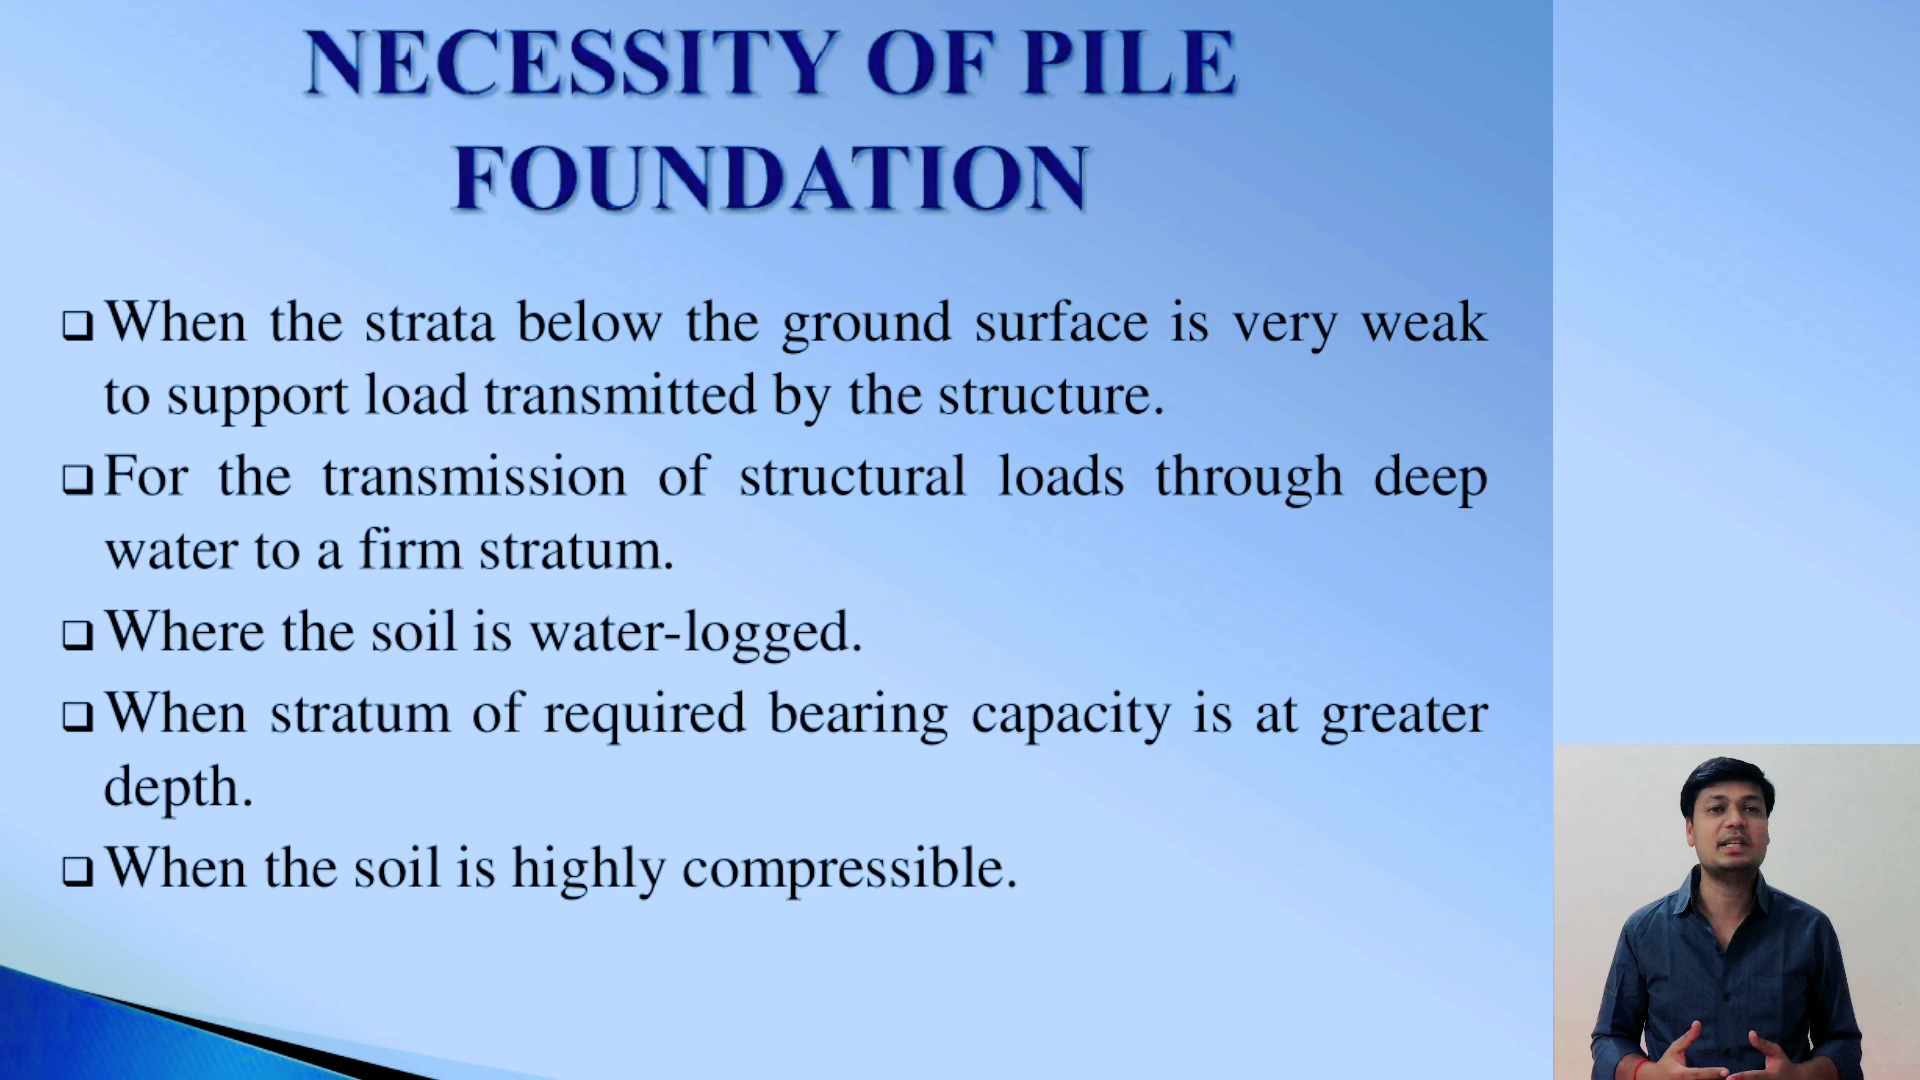 NECESSITY OF PILE
FOUNDATION
❑ When the strata below the ground surface is very weak
to support load transmitted by the structure.
❑ For the transmission of structural loads through deep
water to a firm stratum.
❑ Where the soil is water-logged.
❑ When stratum of required bearing capacity is at greater
depth.
❑ When the soil is highly compressible.